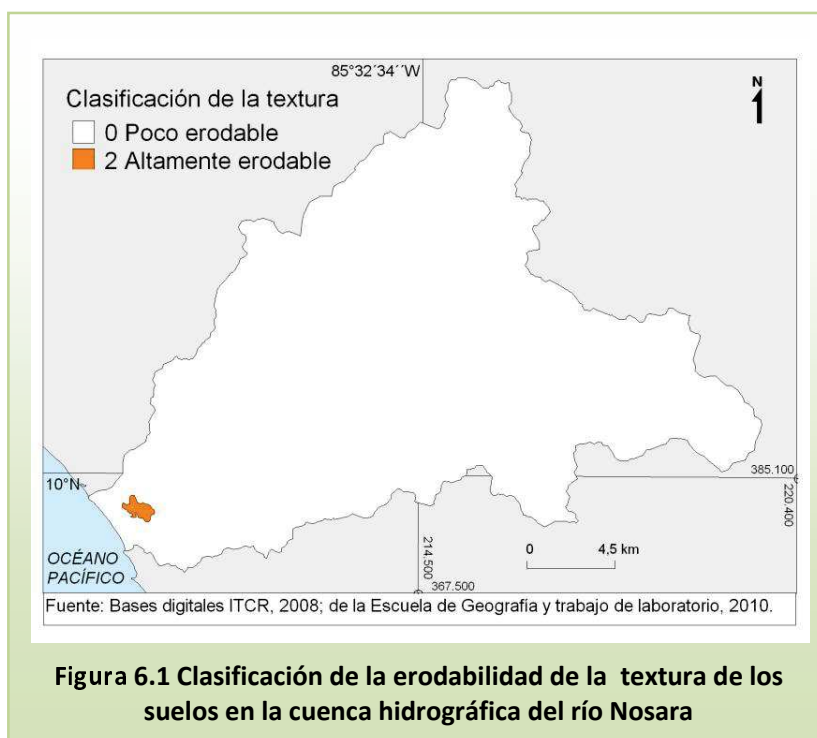 85°32´34´´W
N
Clasificación de la textura
0 Poco erodable
2 Altamente erodable
10°N
385.100
220.400
OCÉANO
PACÍFICO
214.500
0 4,5 km
367.500
Fuente: Bases digitales ITCR, 2008; de la Escuela de Geografía y trabajo de laboratorio, 2010.
Figura 6.1 Clasificación de la erodabilidad de la textura de los
suelos en la cuenca hidrográfica del río Nosara